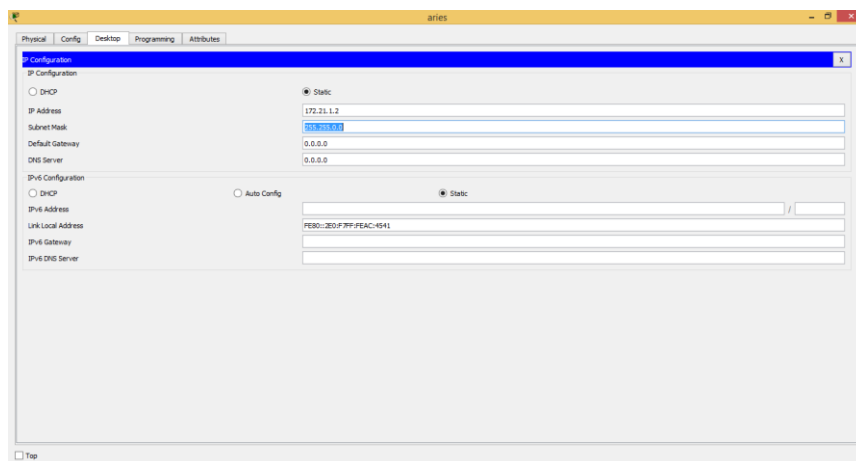 aries
Physical Config Desktop Programming Attributes
IP Configuration X
IP Configuration
DHCP Static
IP Address 172.21.1.2
Subnet Mask 255.255.0.0
Default Gateway 0.0.0.0
DNS Server 0.0.0.0
IPv6 Configuration
DHCP Auto Config Static
IPv6 Address /
Link Local Address FE80::2E0:F7FF:FEAC:4541
IPv6 Gateway
IPv6 DNS Server
Top